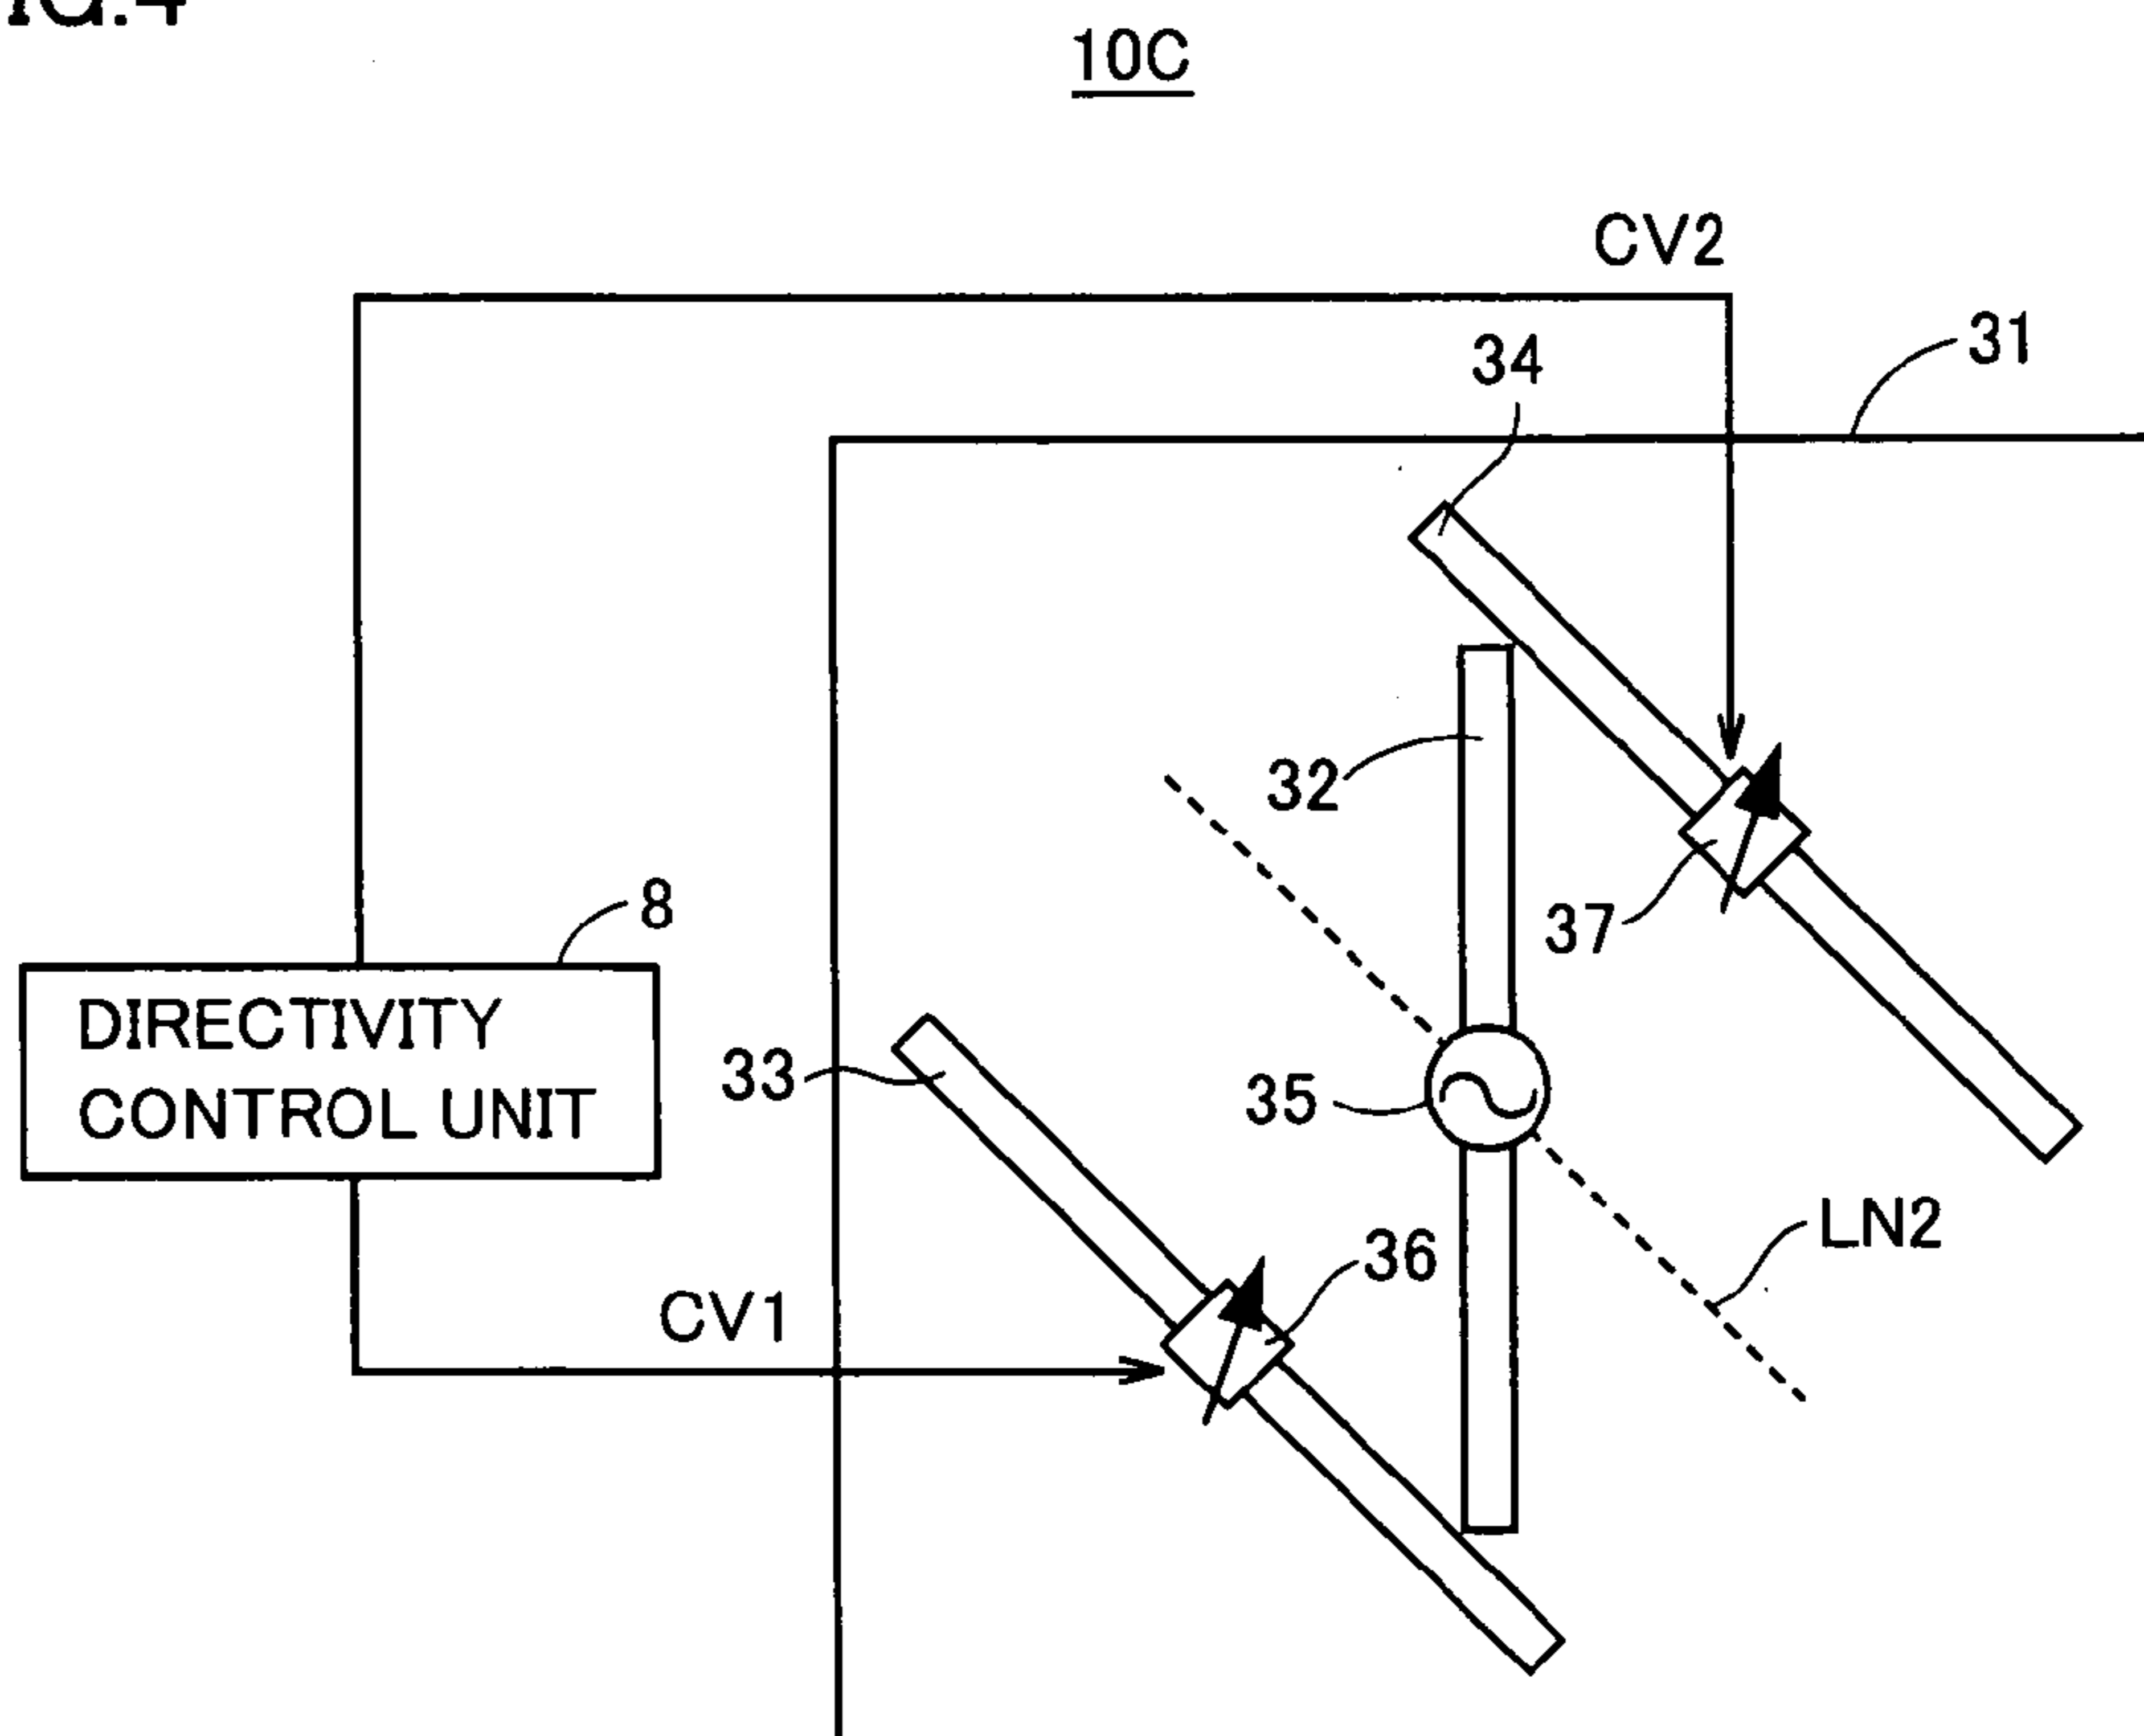 10C
CV2
34
31
32
8
37
DIRECTIVITY
CONTROL UNIT
33
35
LN2
36
CV1